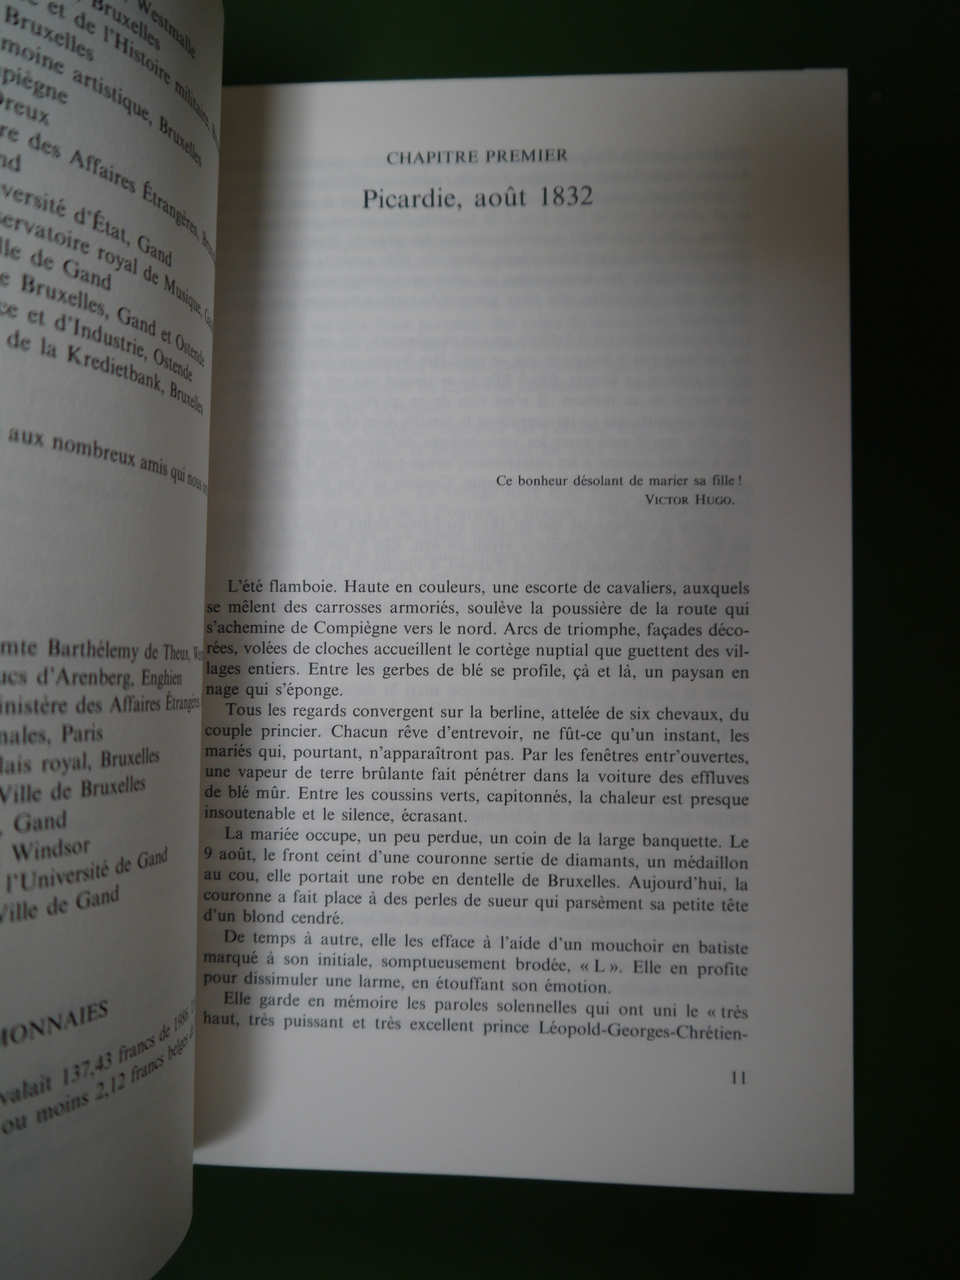 Westmalle
Bruxelles
et de l'Histoire militaire,
Bruxelles
moine artistique, Bruxelles
piègne
Dreux
re des Affaires Étrangères,
nd
versité d'État, Gand
servatoire royal de Musique,
lle de Gand
e Bruxelles, Gand et Ostende
ce et d'Industrie, Ostende
de la Kredietbank, Bruxelles
aux nombreux amis qui nous
mte Barthélemy de Theux,
ucs d'Arenberg, Enghien
inistère des Affaires Étrangères
nales, Paris
lais royal, Bruxelles
Ville de Bruxelles
, Gand
Windsor
l'Université de Gand
Ville de Gand
MONNAIES
valait 137,43 francs de 1986
ou moins 2,12 francs belges de
CHAPITRE PREMIER
Picardie, août 1832
Ce bonheur désolant de marier sa fille !
VICTOR HUGO.
L'été flamboie. Haute en couleurs, une escorte de cavaliers, auxquels
se mêlent des carrosses armoriés, soulève la poussière de la route qui
s'achemine de Compiègne vers le nord. Arcs de triomphe, façades déco-
rées, volées de cloches accueillent le cortège nuptial que guettent des vil-
lages entiers. Entre les gerbes de blé se profile, çà et là, un paysan en
nage qui s'éponge.
Tous les regards convergent sur la berline, attelée de six chevaux, du
couple princier. Chacun rêve d'entrevoir, ne fût-ce qu'un instant, les
mariés qui, pourtant, n'apparaîtront pas. Par les fenêtres entr'ouvertes,
une vapeur de terre brûlante fait pénétrer dans la voiture des effluves
de blé mûr. Entre les coussins verts, capitonnés, la chaleur est presque
insoutenable et le silence, écrasant.
La mariée occupe, un peu perdue, un coin de la large banquette. Le
9 août, le front ceint d'une couronne sertie de diamants, un médaillon
au cou, elle portait une robe en dentelle de Bruxelles. Aujourd'hui, la
couronne a fait place à des perles de sueur qui parsèment sa petite tête
d'un blond cendré.
De temps à autre, elle les efface à l'aide d'un mouchoir en batiste
marqué à son initiale, somptueusement brodée, « L ». Elle en profite
pour dissimuler une larme, en étouffant son émotion.
Elle garde en mémoire les paroles solennelles qui ont uni le « très
haut, très puissant et très excellent prince Léopold-Georges-Chrétien-
11